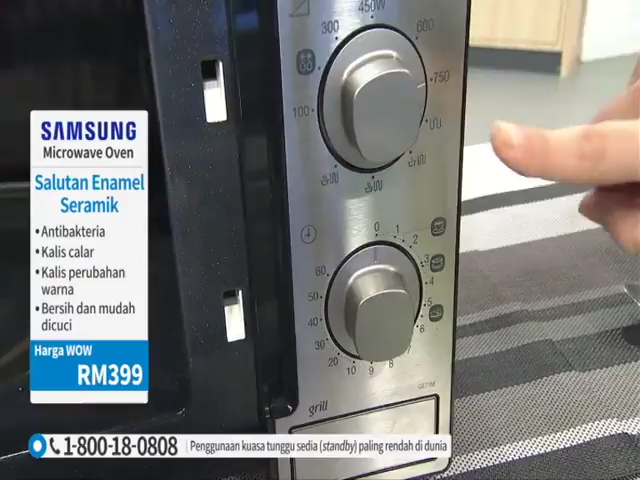 SAMSUNG
Microwave Oven
Salutan Enamel
Seramik
• Antibakteria
• Kalis calar
• Kalis perubahan
warna
• Bersih dan mudah
dicuci
Harga WOW
RM399
1-800-18-0808
Penggunaan kuasa tunggu sedia (standby) paling rendah di dunia
450W
300
600
750
100
0
1
2
3
4
5
6
8
9
10
20
30
40
50
60
grill